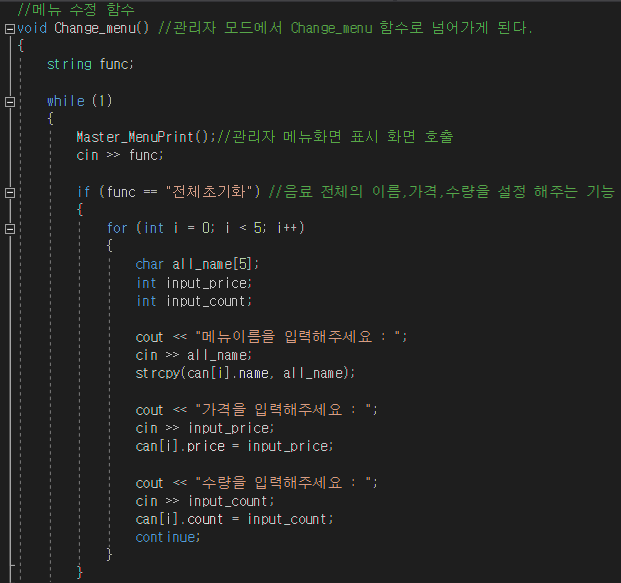 //메뉴 수정 함수
void Change_menu() //관리자 모드에서 Change_menu 함수로 넘어가게 된다.
{
string func;
while (1)
{
Master_MenuPrint();//관리자 메뉴화면 표시 화면 호출
cin >> func;
if (func == "전체초기화") //음료 전체의 이름,가격,수량을 설정 해주는 기능
{
for (int i = 0; i < 5; i++)
{
char all_name[5];
int input_price;
int input_count;
cout << "메뉴이름을 입력해주세요 : ";
cin >> all_name;
strcpy(can[i].name, all_name);
cout << "가격을 입력해주세요 : ";
cin >> input_price;
can[i].price = input_price;
cout << "수량을 입력해주세요 : ";
cin >> input_count;
can[i].count = input_count;
continue;
}
}